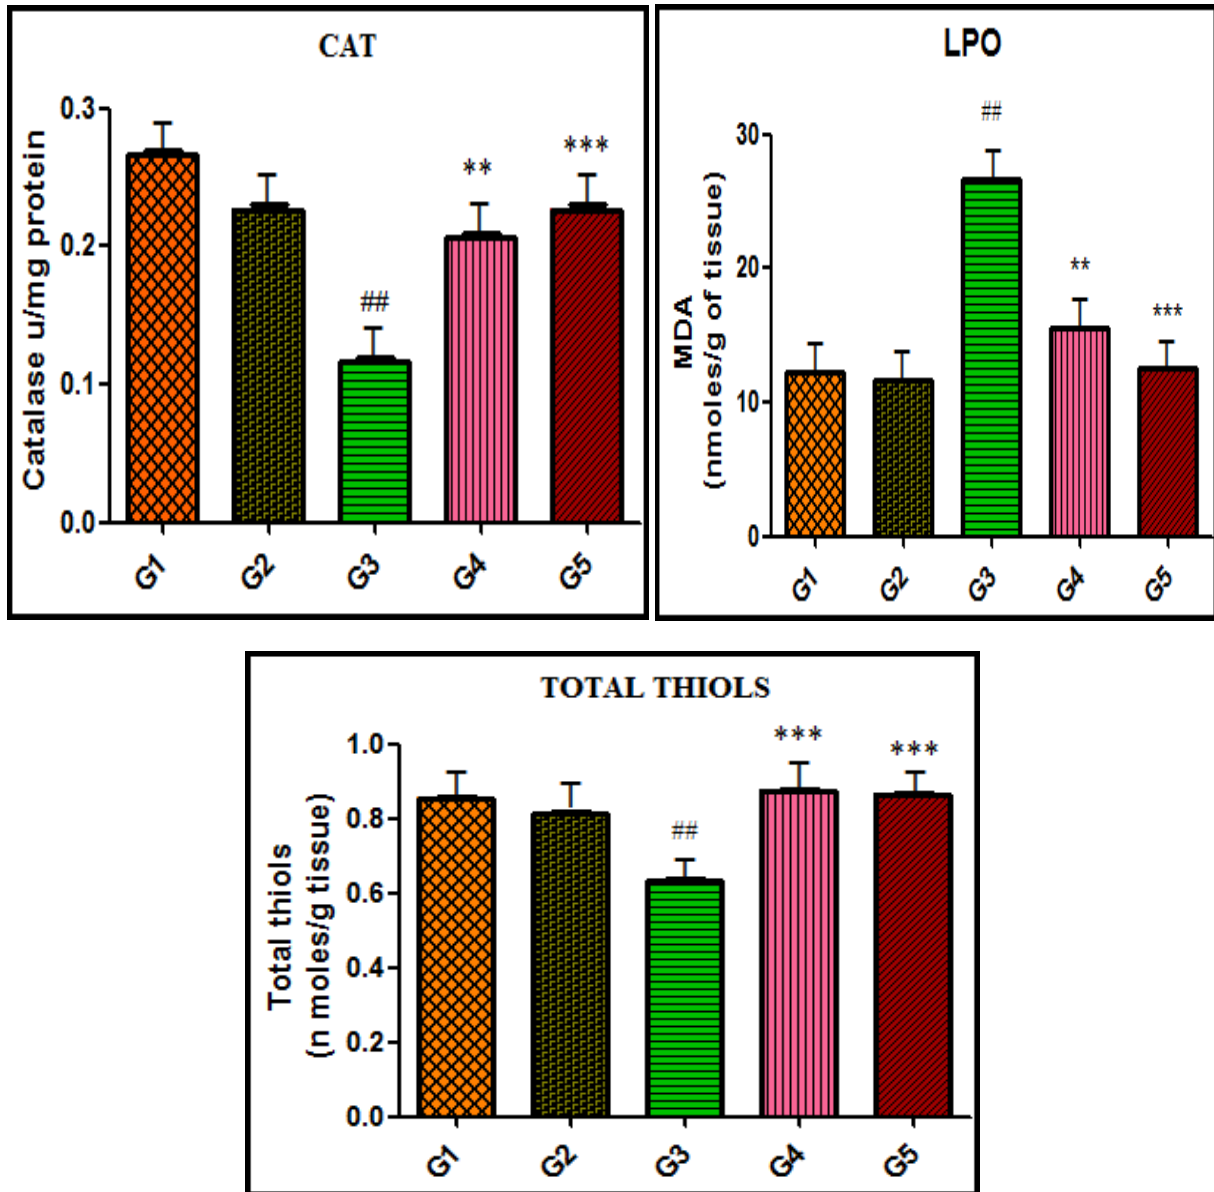 CAT
Catalase u/mg protein
0.3
0.2
0.1
0.0
##
**
***
G1 G2 G3 G4 G5
LPO
MDA
(nmoles/g of tissue)
30
20
10
0
##
**
***
G1 G2 G3 G4 G5
TOTAL THIOLS
Total thiols
(n moles/g tissue)
1.0
0.8
0.6
0.4
0.2
0.0
##
***
***
G1 G2 G3 G4 G5